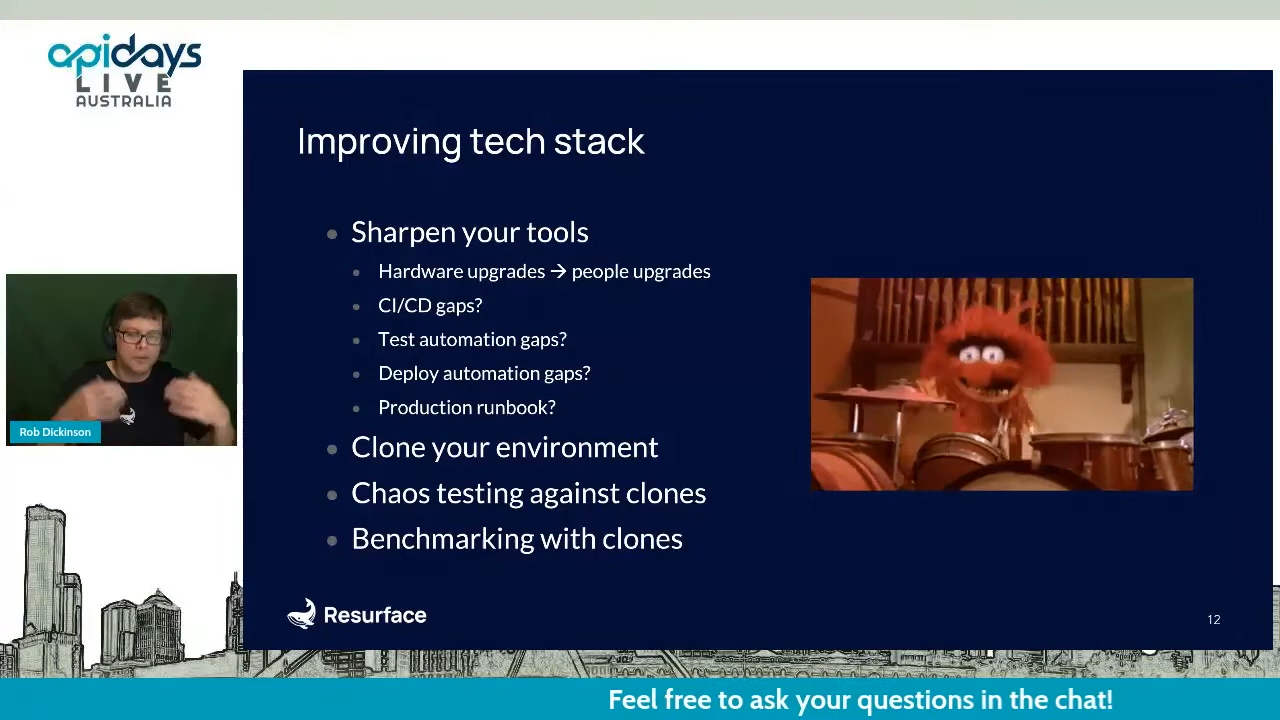 apidays
LIVE
AUSTRALIA
Improving tech stack
Sharpen your tools
Hardware upgrades → people upgrades
CI/CD gaps?
Test automation gaps?
Deploy automation gaps?
Production runbook?
Clone your environment
Chaos testing against clones
Benchmarking with clones
Rob Dickinson
Resurface
12
Feel free to ask your questions in the chat!